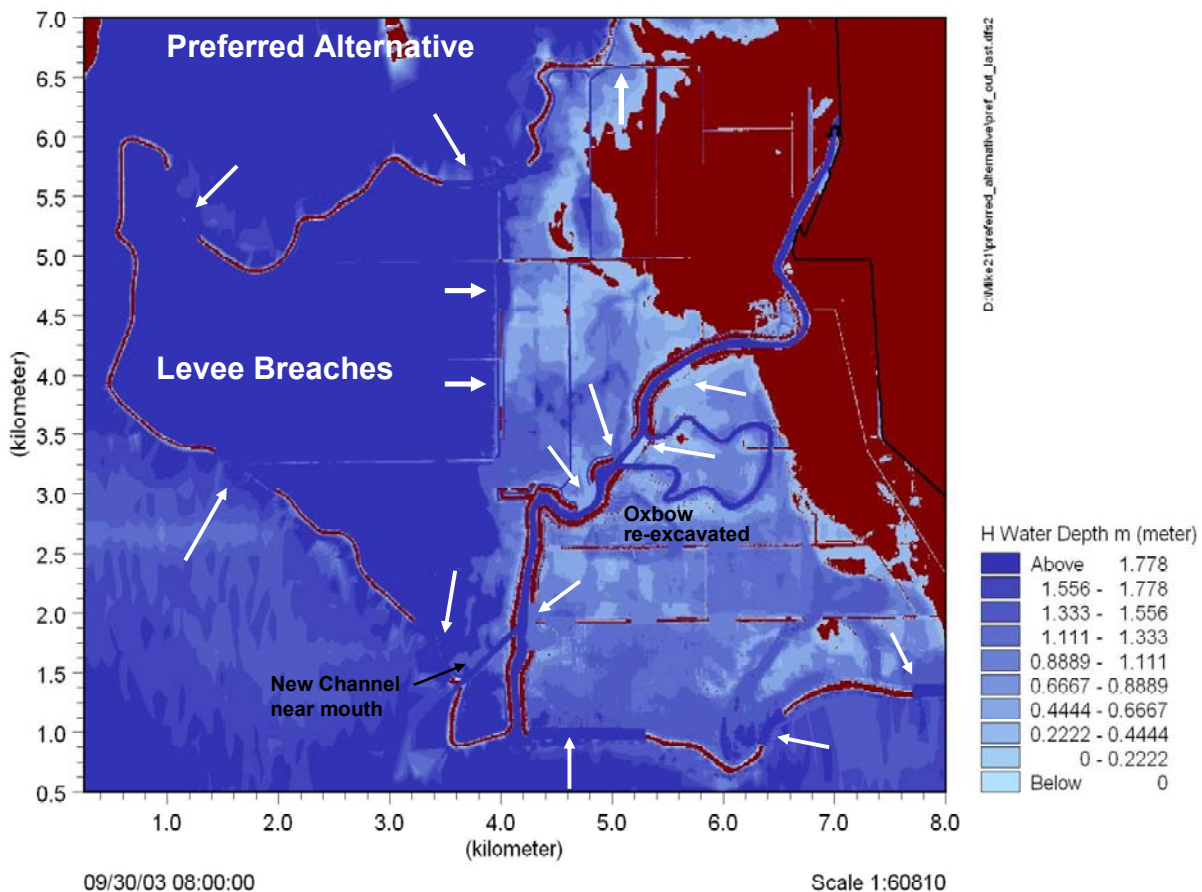 Preferred Alternative
Levee Breaches
Oxbow
re-excavated
New Channel
near mouth
7.0
6.5
6.0
5.5
5.0
4.5
4.0
3.5
3.0
2.5
2.0
1.5
1.0
0.5
(kilometer)
1.0 2.0 3.0 4.0 5.0 6.0 7.0 8.0
(kilometer)
09/30/03 08:00:00
Scale 1:60810
D:\Mike21\preferred_alternative\pref_out_last.dfs2
H Water Depth m (meter)
Above 1.778
1.556 - 1.778
1.333 - 1.556
1.111 - 1.333
0.8889 - 1.111
0.6667 - 0.8889
0.4444 - 0.6667
0.2222 - 0.4444
0 - 0.2222
Below 0